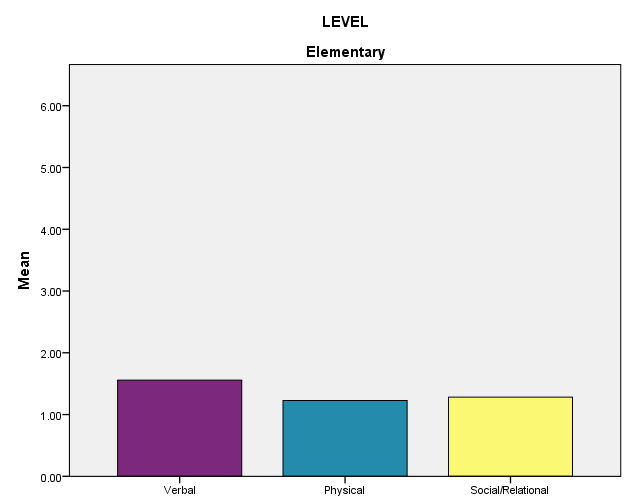 LEVEL
Elementary
6.00
5.00
4.00
3.00
2.00
1.00
0.00
Mean
Verbal
Physical
Social/Relational